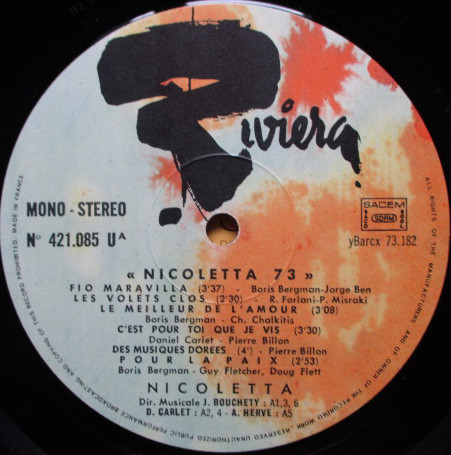 Riviera
MONO - STEREO
Nº 421.085 Uᴬ
SACEM
SDRM
yBarcx 73.182
« NICOLETTA 73 »
FIO MARAVILLA (3'37) - Boris Bergman-Jorge Ben
LES VOLETS CLOS (2'30) - R. Forlani-P. Misraki
LE MEILLEUR DE L'AMOUR (3'08)
Boris Bergman - Ch. Chalkitis
C'EST POUR TOI QUE JE VIS (3'30)
Daniel Carlet - Pierre Billon
DES MUSIQUES DOREES (4') - Pierre Billon
POUR LA PAIX (2'53)
Boris Bergman - Guy Fletcher, Doug Flett
NICOLETTA
Dir. Musicale J. BOUCHETY : A1,3, 6
D. CARLET : A2, 4 - A. HERVE : A5
ALL RIGHTS OF THE MANUFACTURERS AND OF OWNER OF THE RECORDED WORK RESERVED UNAUTHORIZED PUBLIC PERFORMANCE BROADCASTING AND COPYING OF THIS RECORD PROHIBITED. MADE IN FRANCE